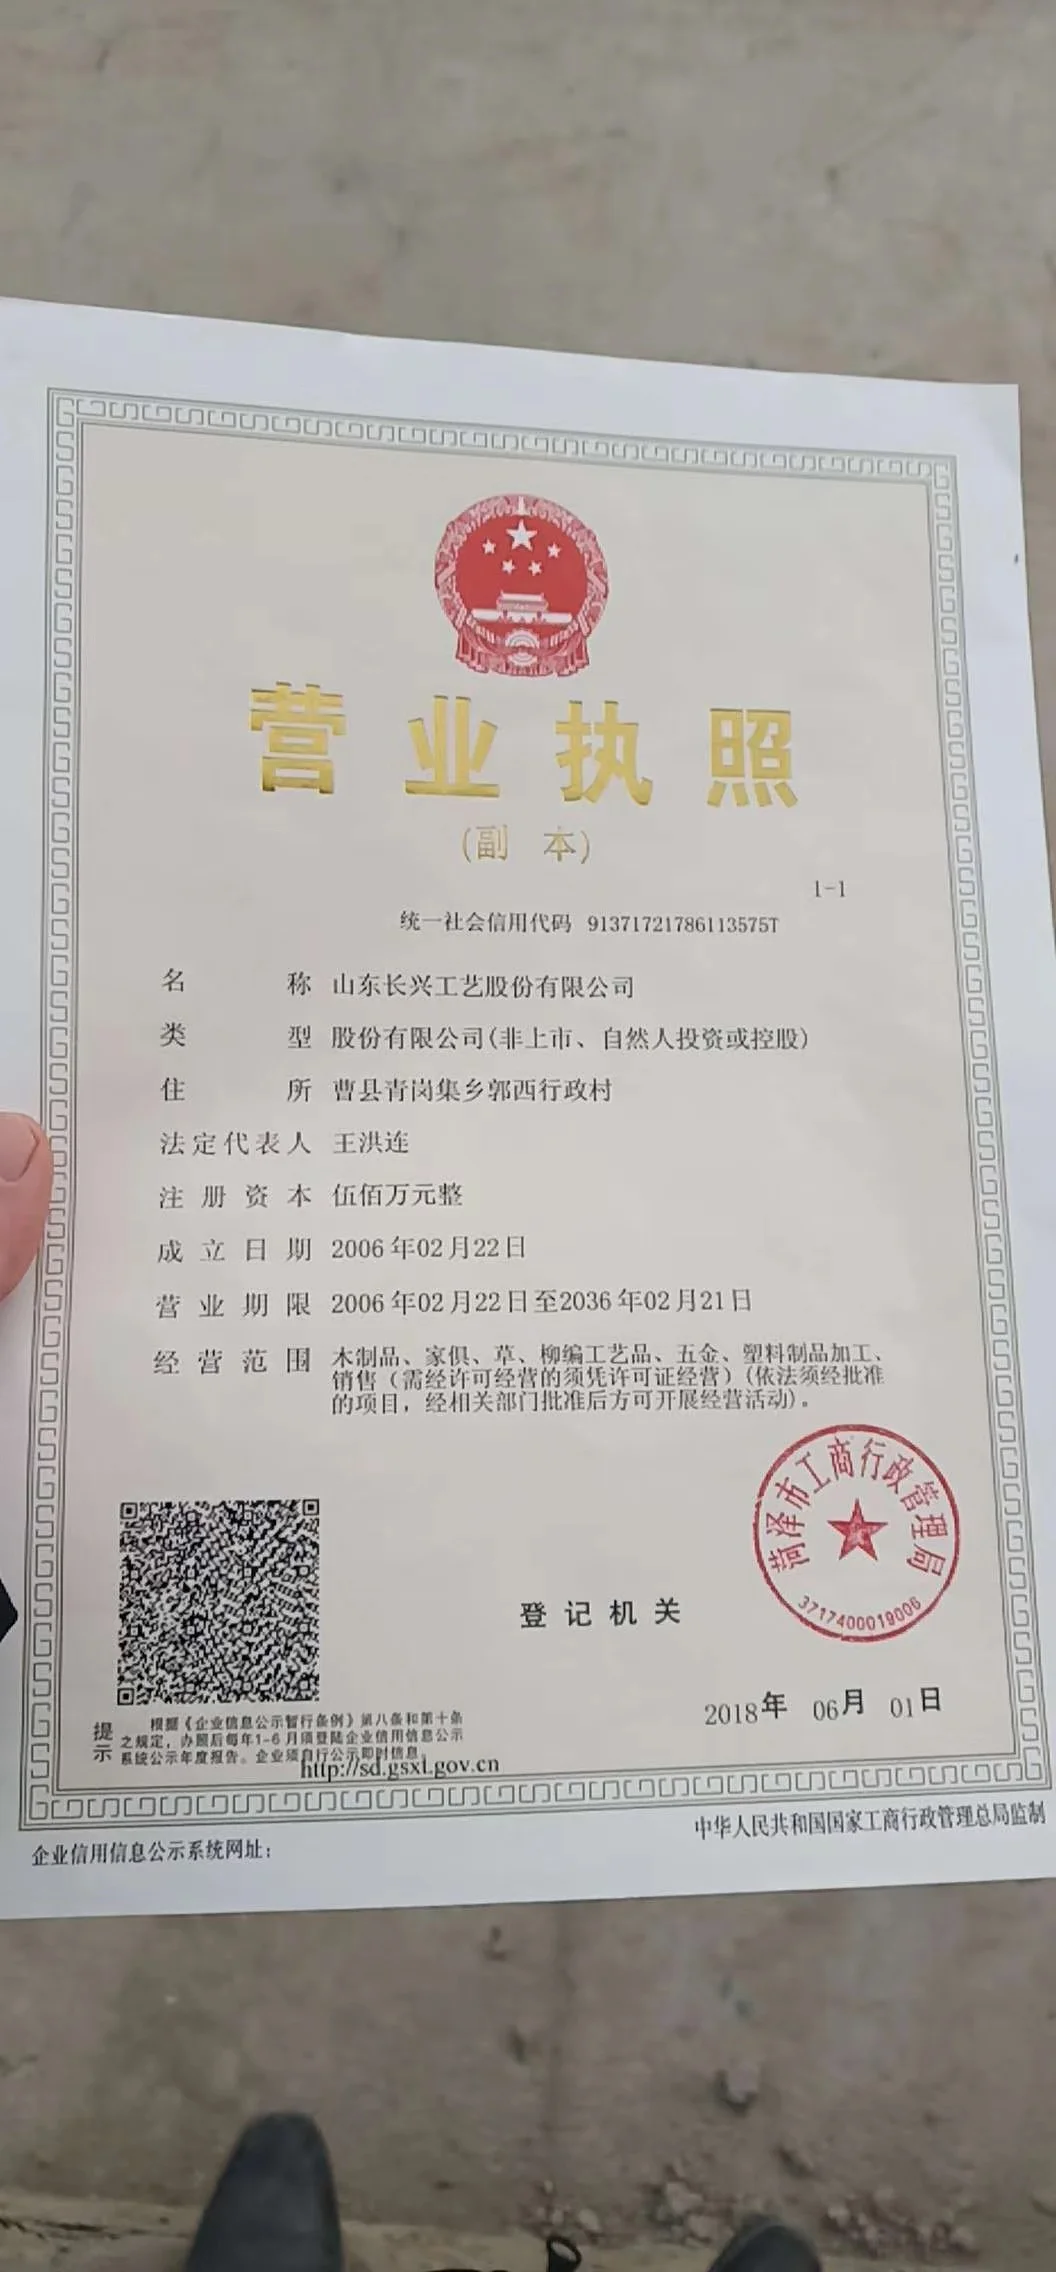 营业执照
(副 本)
1-1
统一社会信用代码 91371721786113575T
名 称 山东长兴工艺股份有限公司
类 型 股份有限公司(非上市、自然人投资或控股)
住 所 曹县青岗集乡郭西行政村
法定代表人 王洪连
注册资本 伍佰万元整
成立日期 2006年02月22日
营业期限 2006年02月22日至2036年02月21日
经营范围 木制品、家俱、草、柳编工艺品、五金、塑料制品加工、
销售（需经许可经营的须凭许可证经营）(依法须经批准
的项目，经相关部门批准后方可开展经营活动)。
菏泽市工商行政管理局
3717400019006
登记机关
2018年 06月 01日
提示
根据《企业信息公示暂行条例》第八条和第十条
之规定，办照后每年1-6月须登陆企业信用信息公示
系统公示年度报告。企业须自行公示即时信息。
http://sd.gsxt.gov.cn
企业信用信息公示系统网址：
中华人民共和国国家工商行政管理总局监制